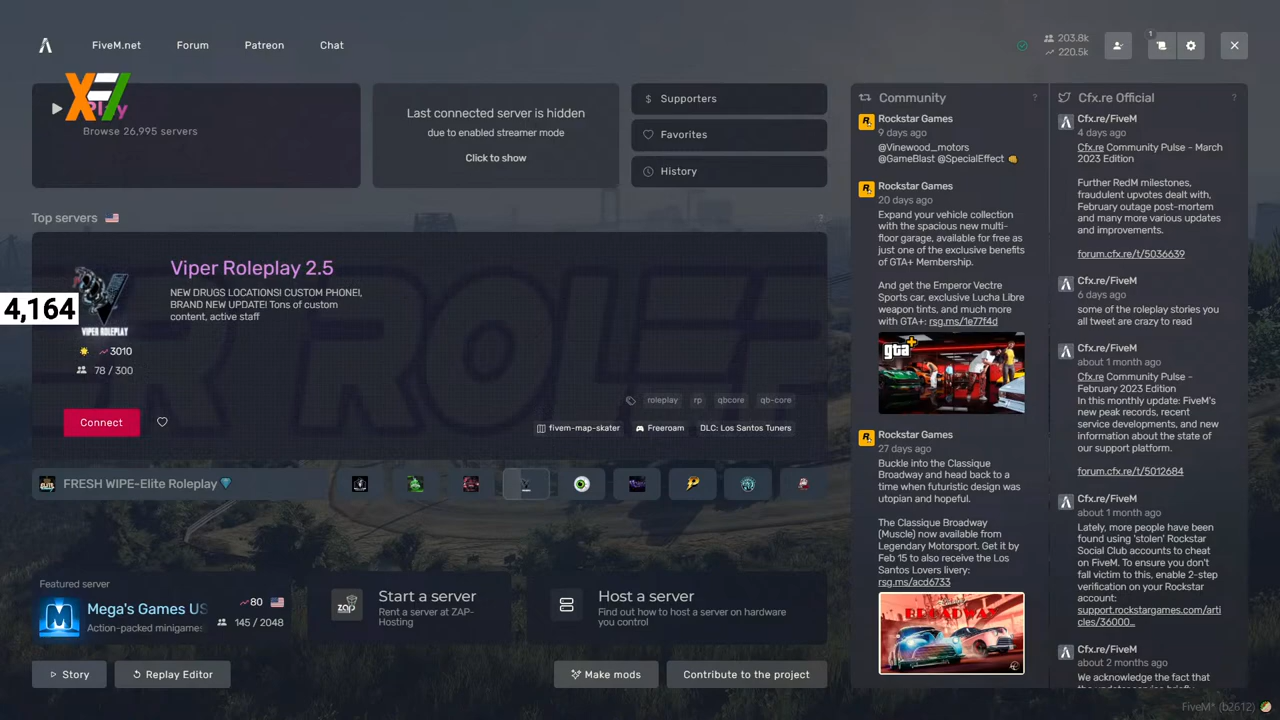 FiveM.net
Forum
Patreon
Chat
203.8k
220.5k
1
XF7
Play
Browse 26,995 servers
Last connected server is hidden
due to enabled streamer mode
Click to show
Supporters
Favorites
History
Top servers
?
Viper Roleplay 2.5
NEW DRUGS LOCATIONS! CUSTOM PHONE!,
BRAND NEW UPDATE! Tons of custom
content, active staff
4,164
VIPER ROLEPLAY
3010
78 / 300
Connect
roleplay
rp
qbcore
qb-core
fivem-map-skater
Freeroam
DLC: Los Santos Tuners
FRESH WIPE-Elite Roleplay
Featured server
Mega's Games US
Action-packed minigame
80
145 / 2048
ZAP
Start a server
Rent a server at ZAP-
Hosting
Host a server
Find out how to host a server on hardware
you control
Story
Replay Editor
Make mods
Contribute to the project
Community
?
Rockstar Games
9 days ago
@Vinewood_motors
@GameBlast @SpecialEffect
Rockstar Games
20 days ago
Expand your vehicle collection
with the spacious new multi-
floor garage, available for free as
just one of the exclusive benefits
of GTA+ Membership.
And get the Emperor Vectre
Sports car, exclusive Lucha Libre
weapon tints, and much more
with GTA+: rsg.ms/1e77f4d
gta+
Rockstar Games
27 days ago
Buckle into the Classique
Broadway and head back to a
time when futuristic design was
utopian and hopeful.
The Classique Broadway
(Muscle) now available from
Legendary Motorsport. Get it by
Feb 15 to also receive the Los
Santos Lovers livery:
rsg.ms/acd6733
BROADWAY
Cfx.re Official
?
Cfx.re/FiveM
4 days ago
Cfx.re Community Pulse - March
2023 Edition
Further RedM milestones,
fraudulent upvotes dealt with,
February outage post-mortem
and many more various updates
and improvements.
forum.cfx.re/t/5036639
Cfx.re/FiveM
6 days ago
some of the roleplay stories you
all tweet are crazy to read
Cfx.re/FiveM
about 1 month ago
Cfx.re Community Pulse -
February 2023 Edition
In this monthly update: FiveM's
new peak records, recent
service developments, and new
information about the state of
our support platform.
forum.cfx.re/t/5012684
Cfx.re/FiveM
about 1 month ago
Lately, more people have been
found using 'stolen' Rockstar
Social Club accounts to cheat
on FiveM. To ensure you don't
fall victim to this, enable 2-step
verification on your Rockstar
account:
support.rockstargames.com/arti
cles/36000…
Cfx.re/FiveM
about 2 months ago
We acknowledge the fact that
FiveM* (b2612)